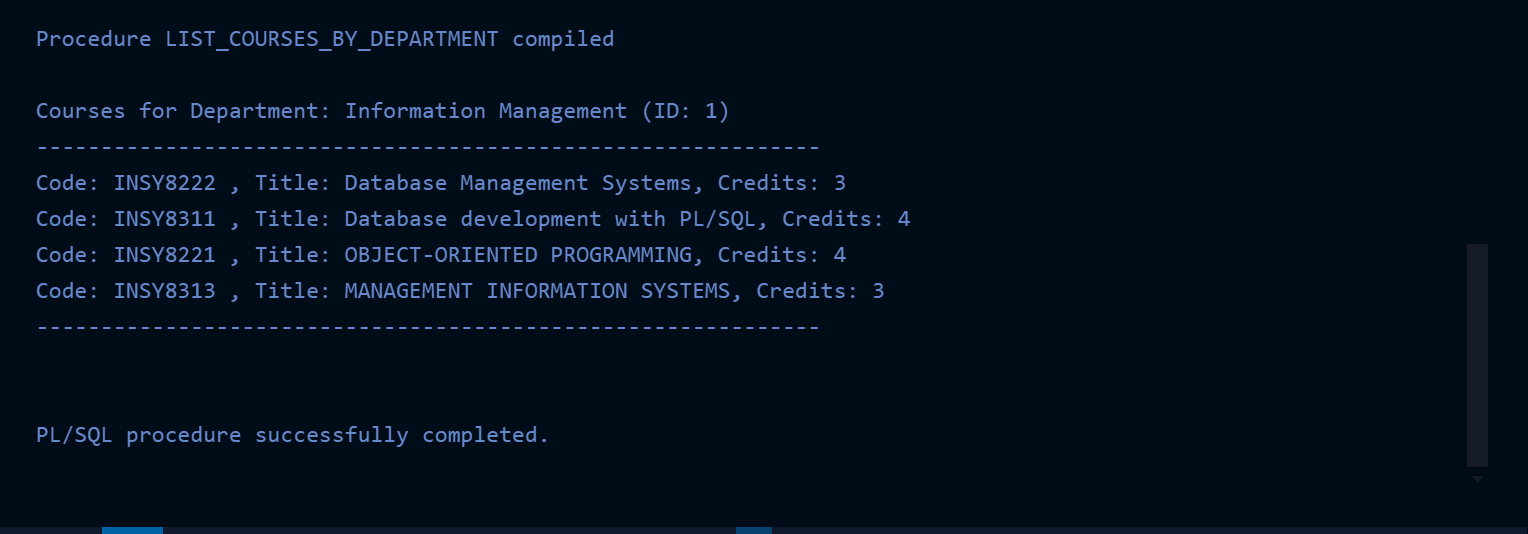 Procedure LIST_COURSES_BY_DEPARTMENT compiled
Courses for Department: Information Management (ID: 1)
-------------------------------------------------------------
Code: INSY8222 , Title: Database Management Systems, Credits: 3
Code: INSY8311 , Title: Database development with PL/SQL, Credits: 4
Code: INSY8221 , Title: OBJECT-ORIENTED PROGRAMMING, Credits: 4
Code: INSY8313 , Title: MANAGEMENT INFORMATION SYSTEMS, Credits: 3
-------------------------------------------------------------
PL/SQL procedure successfully completed.